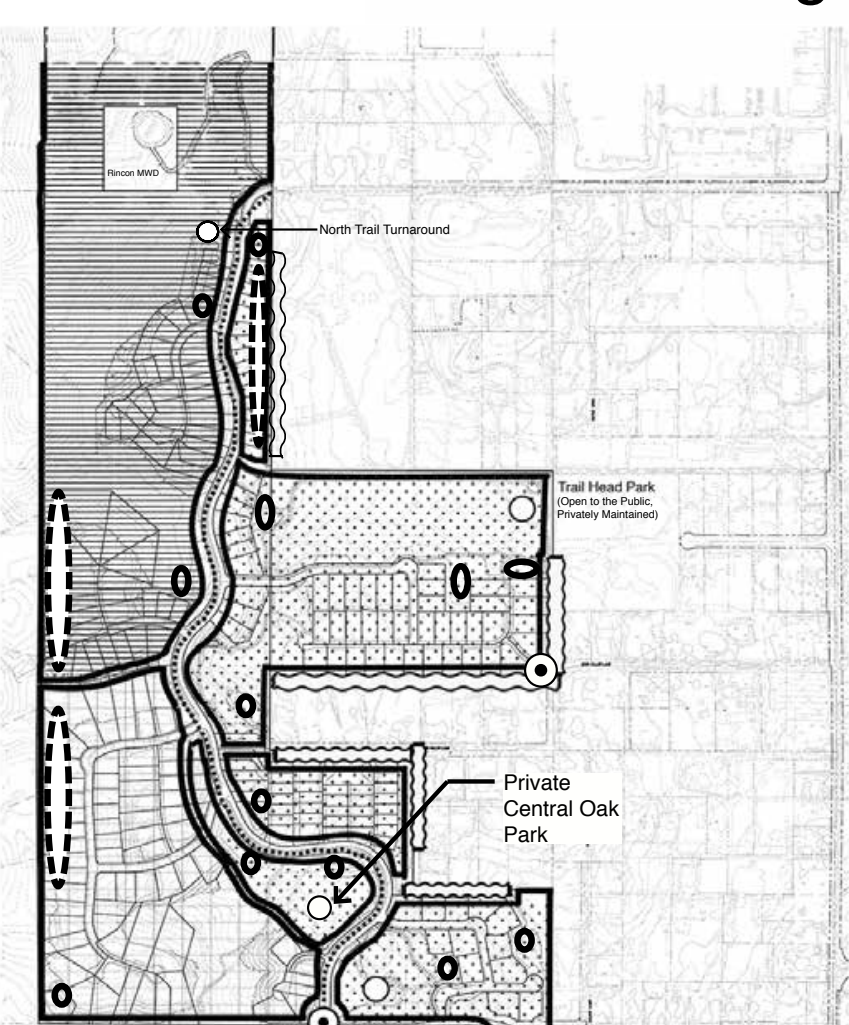 Rincon MWD
North Trail Turnaround
Trail Head Park
(Open to the Public,
Privately Maintained)
Private
Central Oak
Park